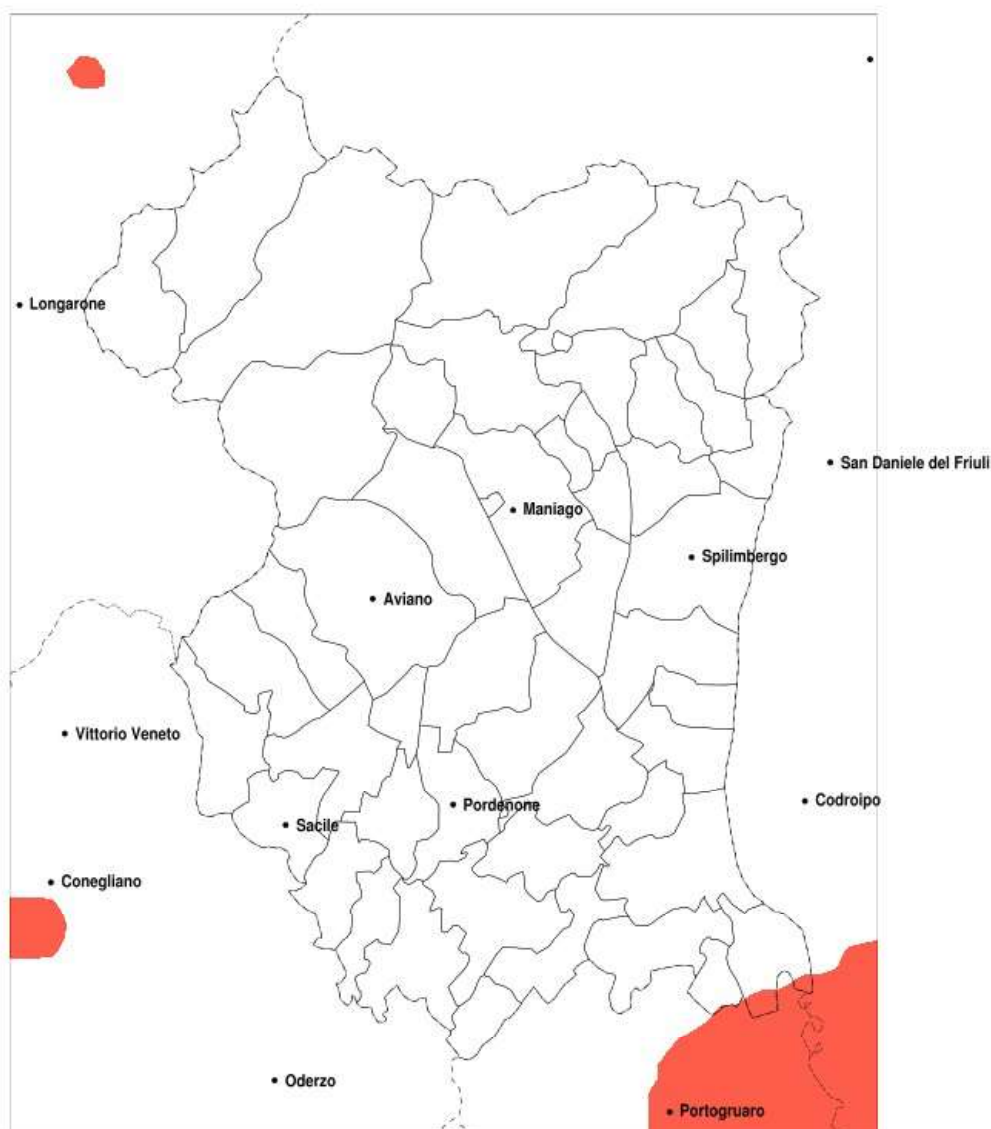 Longarone
San Daniele del Friuli
Maniago
Spilimbergo
Aviano
Vittorio Veneto
Codroipo
Pordenone
Sacile
Conegliano
Oderzo
Portogruaro